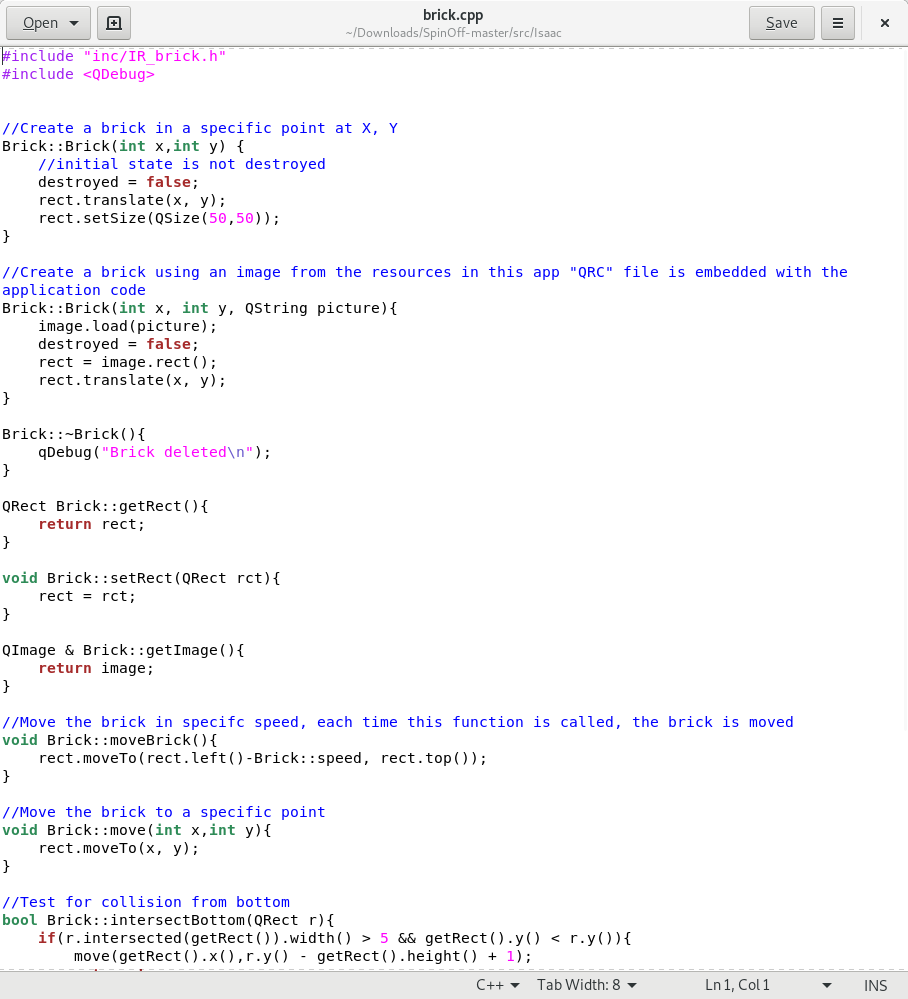 Open
brick.cpp
~/Downloads/SpinOff-master/src/Isaac
Save
#include "inc/IR_brick.h"
#include <QDebug>
//Create a brick in a specific point at X, Y
Brick::Brick(int x,int y) {
    //initial state is not destroyed
    destroyed = false;
    rect.translate(x, y);
    rect.setSize(QSize(50,50));
}
//Create a brick using an image from the resources in this app "QRC" file is embedded with the
application code
Brick::Brick(int x, int y, QString picture){
    image.load(picture);
    destroyed = false;
    rect = image.rect();
    rect.translate(x, y);
}
Brick::~Brick(){
    qDebug("Brick deleted\n");
}
QRect Brick::getRect(){
    return rect;
}
void Brick::setRect(QRect rct){
    rect = rct;
}
QImage & Brick::getImage(){
    return image;
}
//Move the brick in specifc speed, each time this function is called, the brick is moved
void Brick::moveBrick(){
    rect.moveTo(rect.left()-Brick::speed, rect.top());
}
//Move the brick to a specific point
void Brick::move(int x,int y){
    rect.moveTo(x, y);
}
//Test for collision from bottom
bool Brick::intersectBottom(QRect r){
    if(r.intersected(getRect()).width() > 5 && getRect().y() < r.y()){
        move(getRect().x(),r.y() - getRect().height() + 1);
C++
Tab Width: 8
Ln 1, Col 1
INS